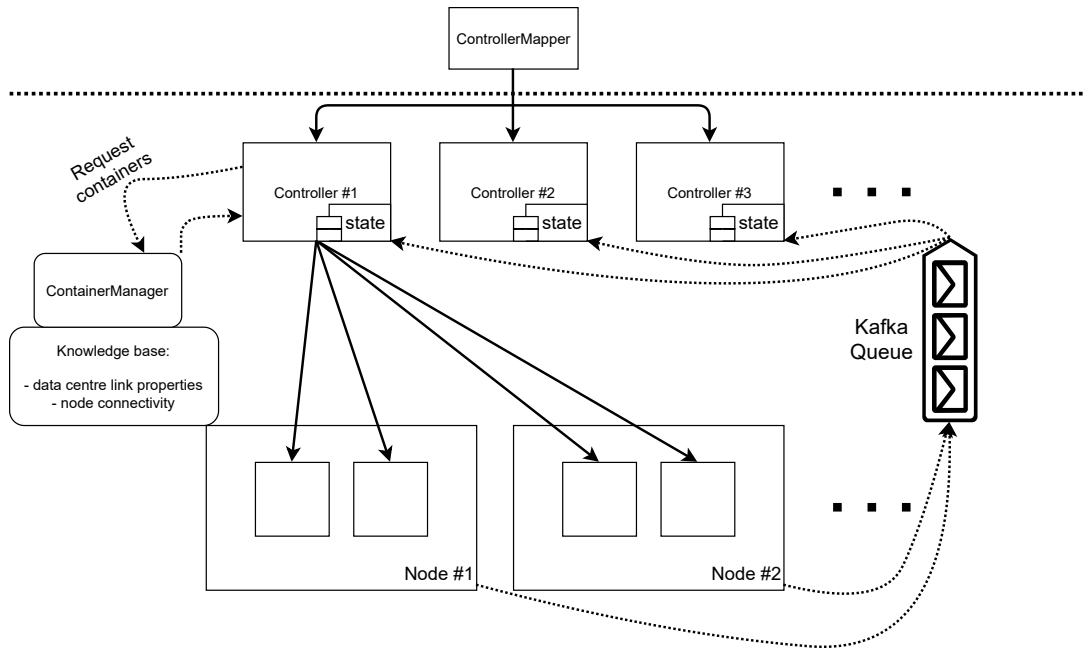 ControllerMapper
Request
containers
Controller #1
state
Controller #2
state
Controller #3
state
ContainerManager
Knowledge base:
- data centre link properties
- node connectivity
Kafka
Queue
Node #1
Node #2